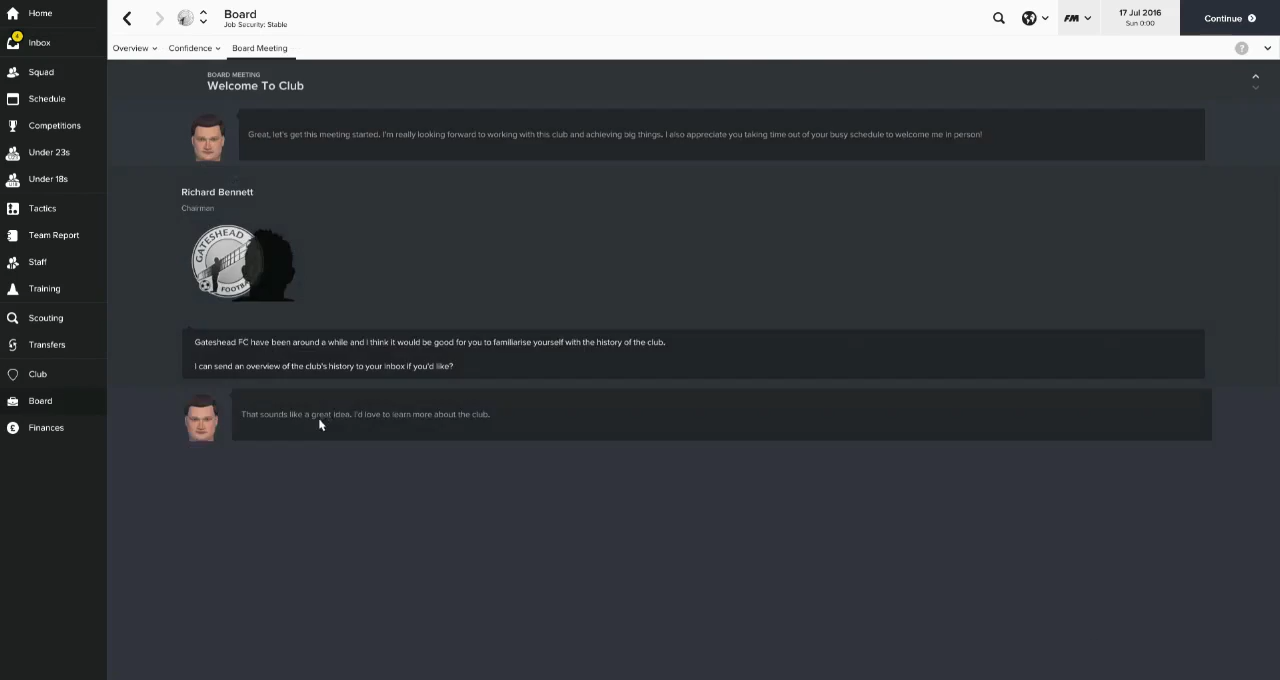 Home
4
Inbox
Squad
Schedule
Competitions
Under 23s
Under 18s
Tactics
Team Report
Staff
Training
Scouting
Transfers
Club
Board
Finances
Board
Job Security: Stable
FM
17 Jul 2016
Sun 0:00
Continue
Overview
Confidence
Board Meeting
?
BOARD MEETING
Welcome To Club
Great, let's get this meeting started. I'm really looking forward to working with this club and achieving big things. I also appreciate you taking time out of your busy schedule to welcome me in person!
Richard Bennett
Chairman
GATESHEAD
FOOTBA
Gateshead FC have been around a while and I think it would be good for you to familiarise yourself with the history of the club.
I can send an overview of the club's history to your inbox if you'd like?
That sounds like a great idea. I'd love to learn more about the club.